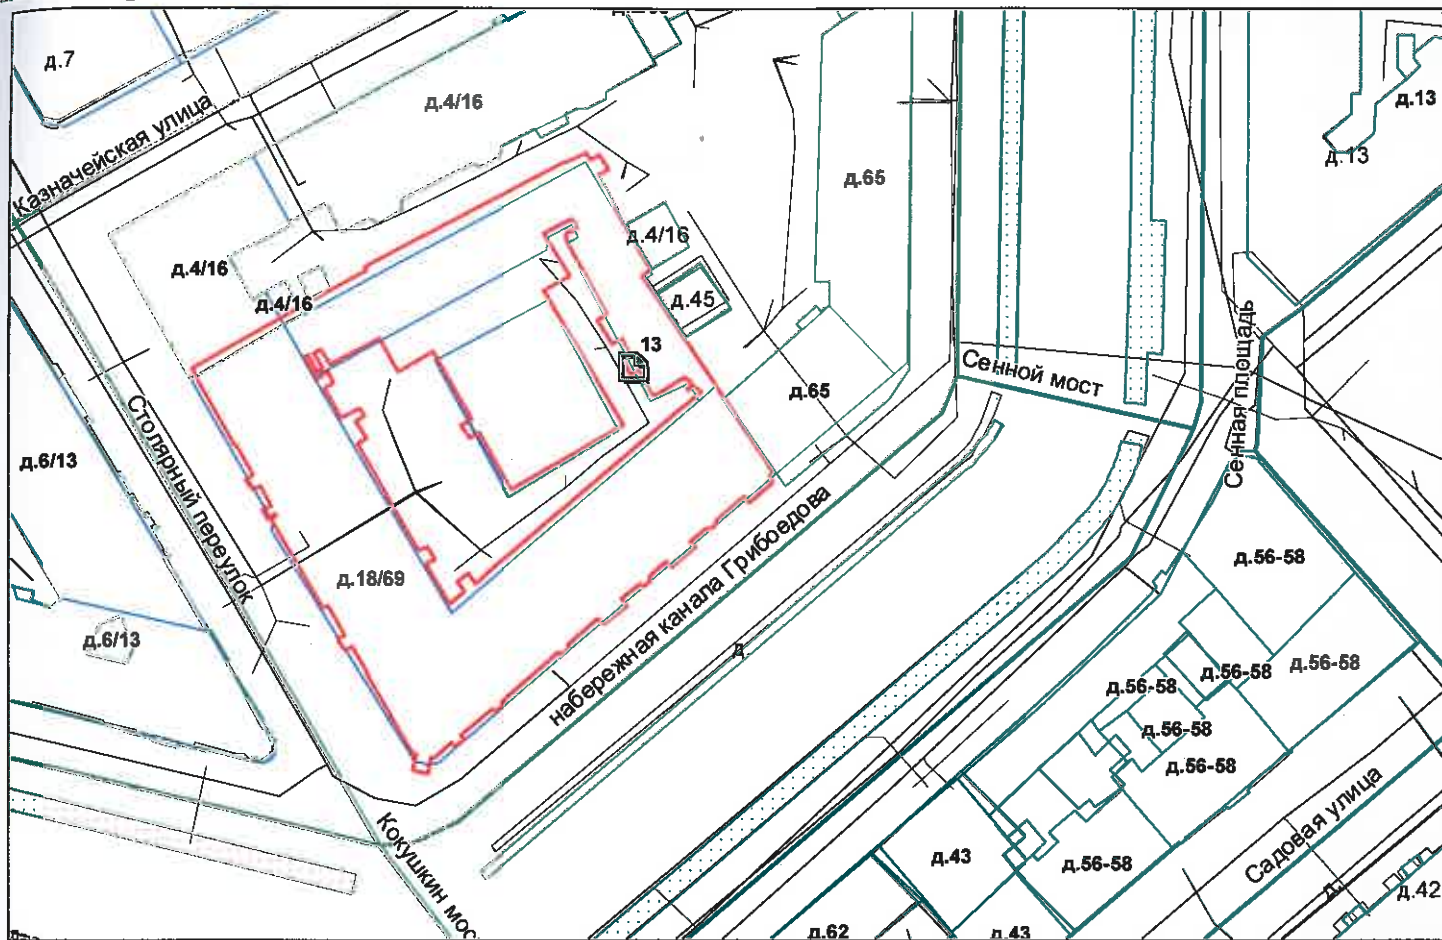 д.7
Казначейская улица
д.4/16
д.65
д.13
д.13
д.4/16
д.4/16
д.4/16
д.45
13
д.65
Сенной мост
Сенная площадь
Столярный переулок
д.6/13
д.18/69
д.6/13
набережная канала Грибоедова
д
д.56-58
д.56-58
д.56-58
д.56-58
д.56-58
д.56-58
д.56-58
Садовая улица
Кокушкин мос
д.43
д.
д.42
д.62
д.43